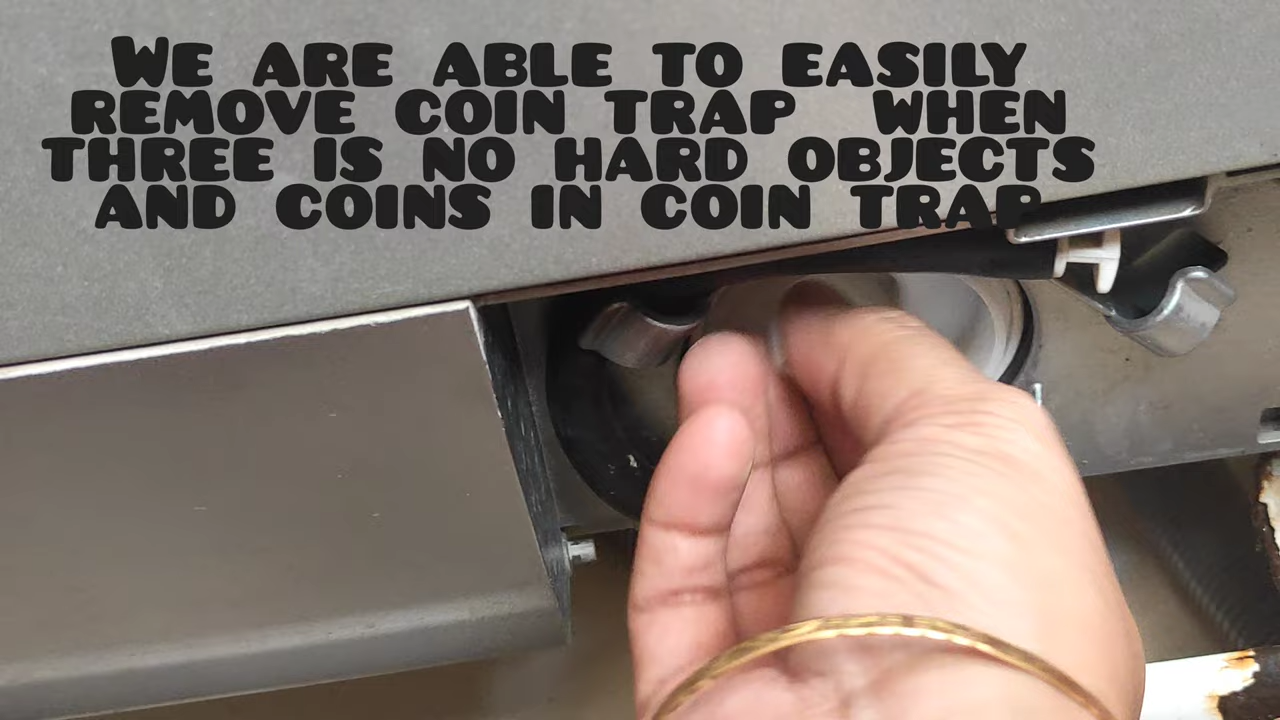 WE ARE ABLE TO EASILY
REMOVE COIN TRAP WHEN
THREE IS NO HARD OBJECTS
AND COINS IN COIN TRAP